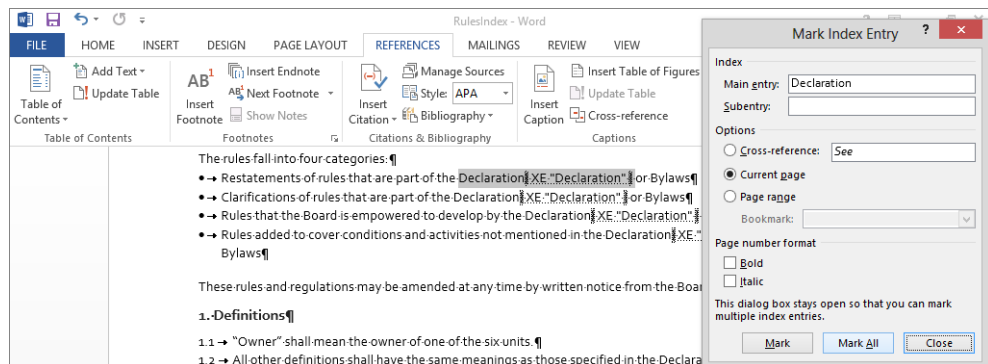 RulesIndex - Word
FILE HOME INSERT DESIGN PAGE LAYOUT REFERENCES MAILINGS REVIEW VIEW
Table of Contents
Add Text
Update Table
Table of Contents
AB1
Insert Footnote
Insert Endnote
AB1 Next Footnote
Show Notes
Footnotes
Insert Citation
Manage Sources
Style: APA
Bibliography
Citations & Bibliography
Insert Caption
Insert Table of Figures
Update Table
Cross-reference
Captions
The rules fall into four categories:¶
•→Restatements·of·rules·that·are·part·of·the·Declaration{·XE·"Declaration"·}·or·Bylaws¶
•→Clarifications·of·rules·that·are·part·of·the·Declaration{·XE·"Declaration"·}·or·Bylaws¶
•→Rules·that·the·Board·is·empowered·to·develop·by·the·Declaration{·XE·"Declaration"·}
•→Rules·added·to·cover·conditions·and·activities·not·mentioned·in·the·Declaration{·XE·"
Bylaws¶
These·rules·and·regulations·may·be·amended·at·any·time·by·written·notice·from·the·Boar
1.·Definitions¶
1.1→"Owner"·shall·mean·the·owner·of·one·of·the·six·units.¶
1.2→All·other·definitions·shall·have·the·same·meanings·as·those·specified·in·the·Declara
Mark Index Entry ? ×
Index
Main entry: Declaration
Subentry:
Options
Cross-reference: See
Current page
Page range
Bookmark:
Page number format
Bold
Italic
This dialog box stays open so that you can mark
multiple index entries.
Mark Mark All Close